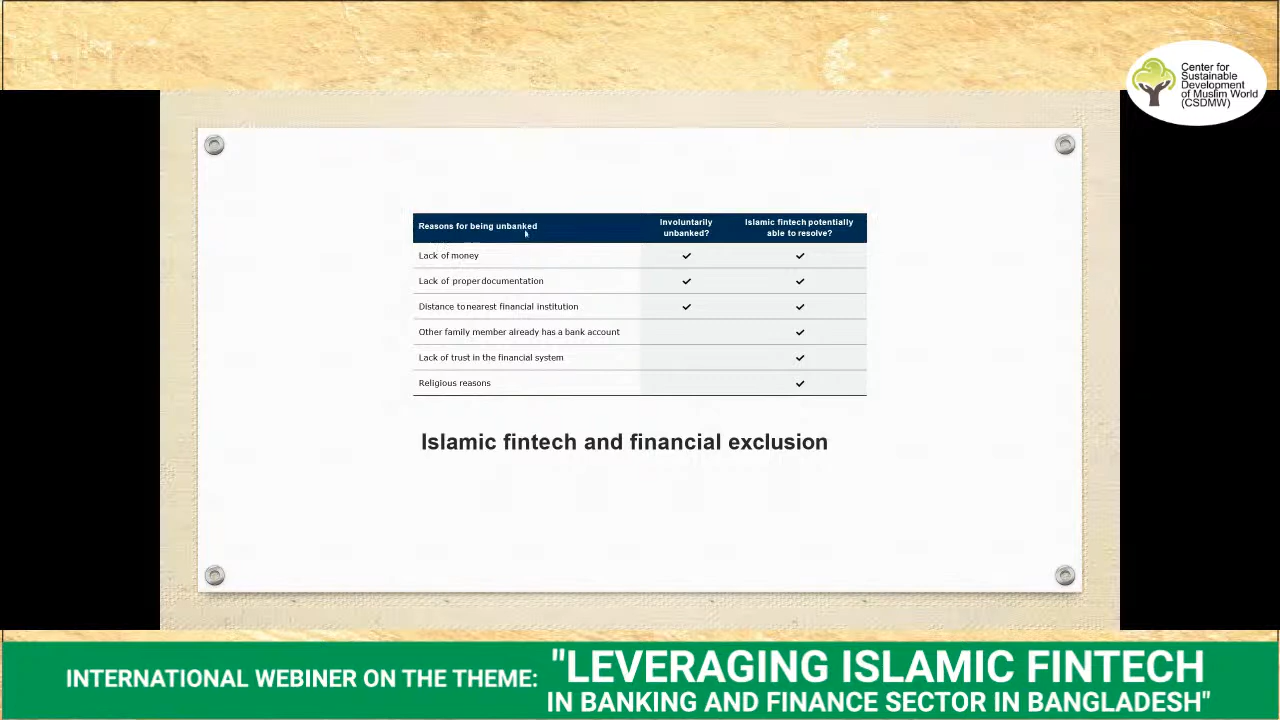 Center for
Sustainable
Development
of Muslim World
(CSDMW)
Reasons for being unbanked
Involuntarily
unbanked?
Islamic fintech potentially
able to resolve?
Lack of money ✓ ✓
Lack of proper documentation ✓ ✓
Distance to nearest financial institution ✓ ✓
Other family member already has a bank account ✓
Lack of trust in the financial system ✓
Religious reasons ✓
Islamic fintech and financial exclusion
INTERNATIONAL WEBINER ON THE THEME: "LEVERAGING ISLAMIC FINTECH
IN BANKING AND FINANCE SECTOR IN BANGLADESH"